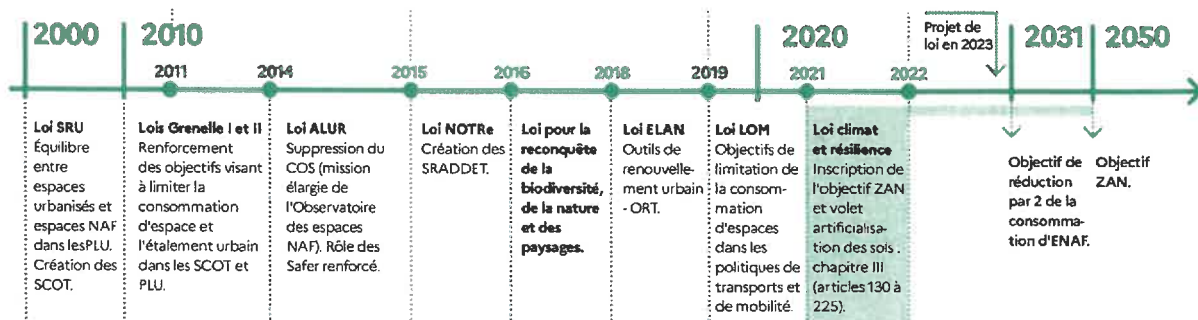 2000
2010
2020
Projet de
loi en 2023
2031
2050
2011
2014
2015
2016
2018
2019
2021
2022
Loi SRU
Équilibre
entre
espaces
urbanisés et
espaces NAF
dans lesPLU.
Création des
SCOT.
Lois Grenelle I et II
Renforcement
des objectifs visant
à limiter la
consommation
d'espace et
l'étalement urbain
dans les SCOT et
PLU.
Loi ALUR
Suppression du
COS (mission
élargie de
l'Observatoire
des espaces
NAF). Rôle des
Safer renforcé.
Loi NOTRe
Création des
SRADDET.
Loi pour la
reconquête
de la
biodiversité,
de la nature
et des
paysages.
Loi ELAN
Outils de
renouvelle-
ment urbain
- ORT.
Loi LOM
Objectifs de
limitation de
la consom-
mation
d'espaces
dans les
politiques de
transports et
de mobilité.
Loi climat
et résilience
Inscription de
l'objectif ZAN
et volet
artificialisa-
tion des sols :
chapitre III
(articles 130 à
225).
Objectif de
réduction
par 2 de la
consomma-
tion d'ENAF.
Objectif
ZAN.